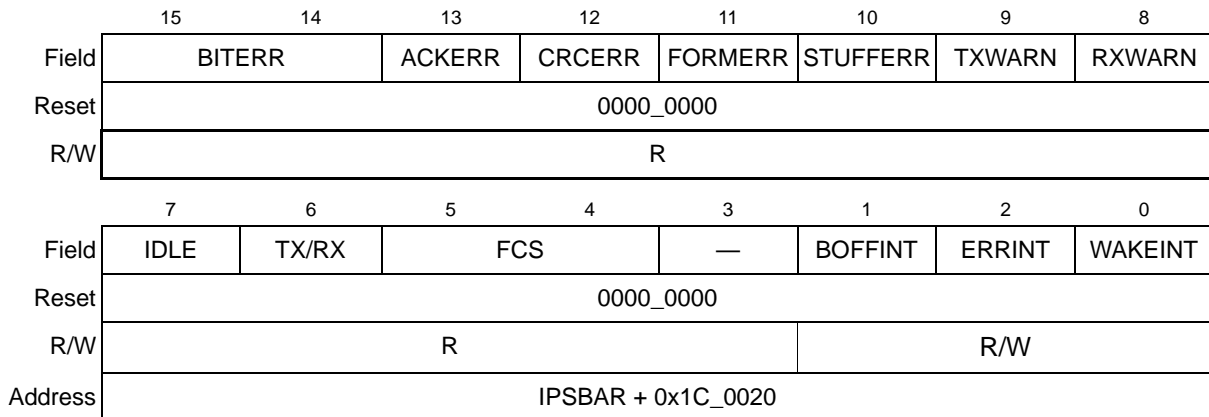 15 14 13 12 11 10 9 8
Field BITERR ACKERR CRCERR FORMERR STUFFERR TXWARN RXWARN
Reset 0000_0000
R/W R
7 6 5 4 3 1 2 0
Field IDLE TX/RX FCS — BOFFINT ERRINT WAKEINT
Reset 0000_0000
R/W R R/W
Address IPSBAR + 0x1C_0020